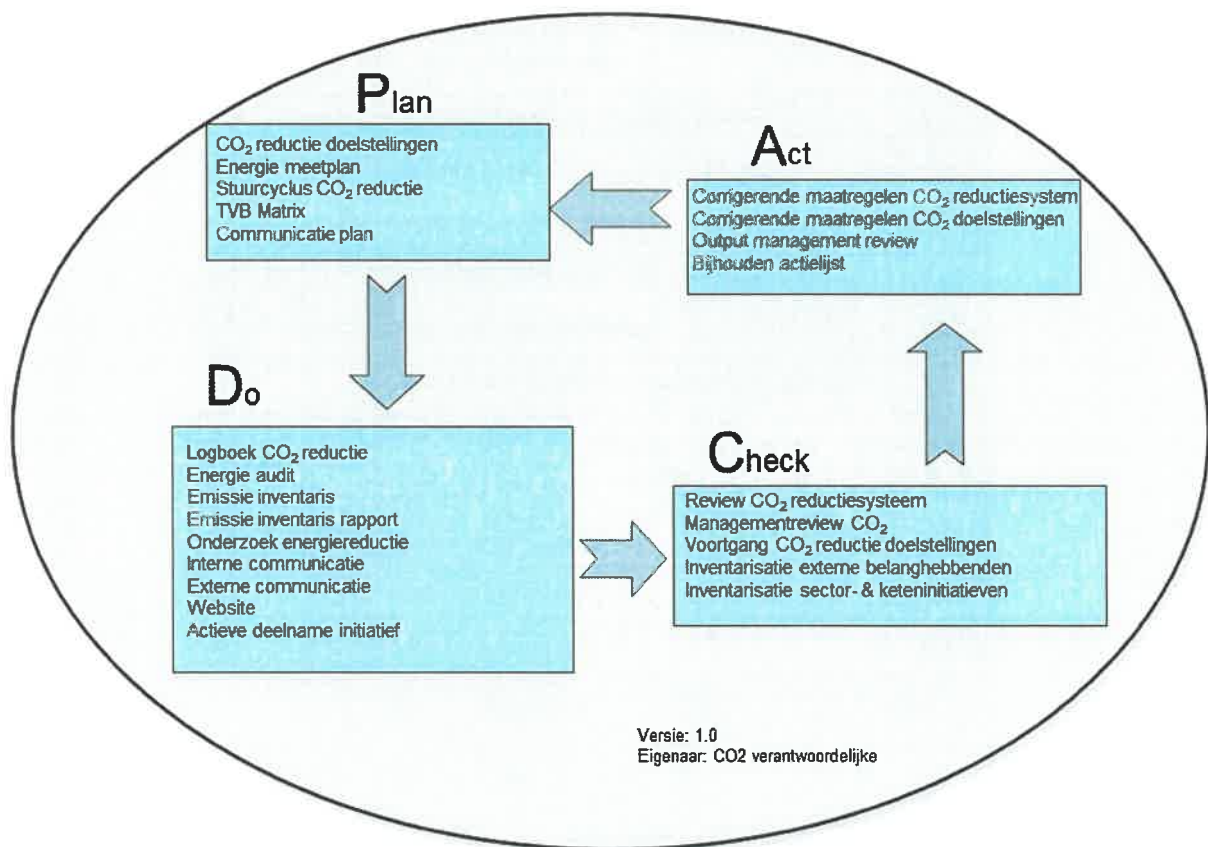 Plan
CO₂ reductie doelstellingen
Energie meetplan
Stuurcyclus CO₂ reductie
TVB Matrix
Communicatie plan
Act
Corrigerende maatregelen CO₂ reductiesystem
Corrigerende maatregelen CO₂ doelstellingen
Output management review
Bijhouden actielijst
Do
Logboek CO₂ reductie
Energie audit
Emissie inventaris
Emissie inventaris rapport
Onderzoek energiereductie
Interne communicatie
Externe communicatie
Website
Actieve deelname initiatief
Check
Review CO₂ reductiesysteem
Managementreview CO₂
Voortgang CO₂ reductie doelstellingen
Inventarisatie externe belanghebbenden
Inventarisatie sector- & keteninitiatieven
Versie: 1.0
Eigenaar: CO2 verantwoordelijke